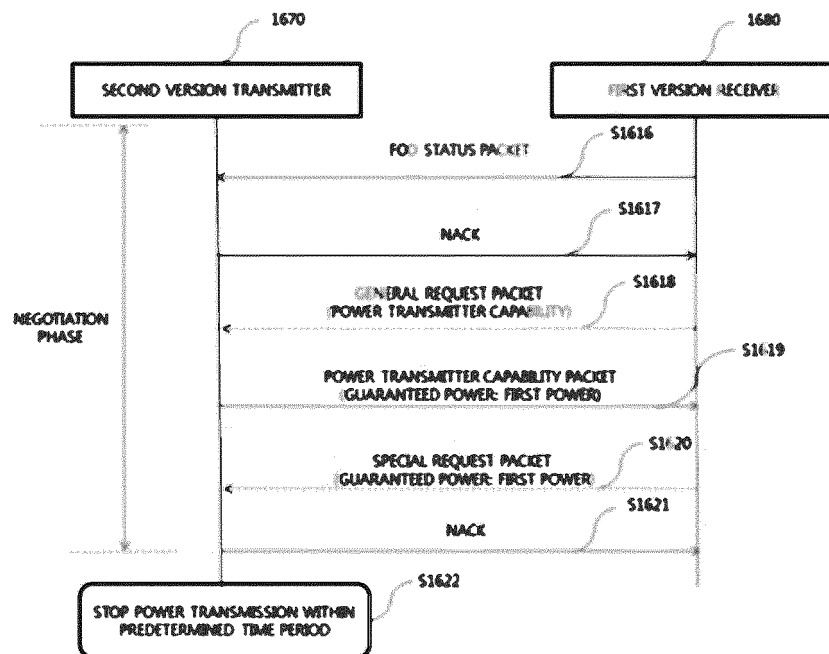 1670
1680
SECOND VERSION TRANSMITTER
FIRST VERSION RECEIVER
S1616
FOD STATUS PACKET
S1617
NACK
S1618
GENERAL REQUEST PACKET
(POWER TRANSMITTER CAPABILITY)
NEGOTIATION
PHASE
S1619
POWER TRANSMITTER CAPABILITY PACKET
(GUARANTEED POWER: FIRST POWER)
S1620
SPECIAL REQUEST PACKET
(GUARANTEED POWER: FIRST POWER)
S1621
NACK
S1622
STOP POWER TRANSMISSION WITHIN
PREDETERMINED TIME PERIOD